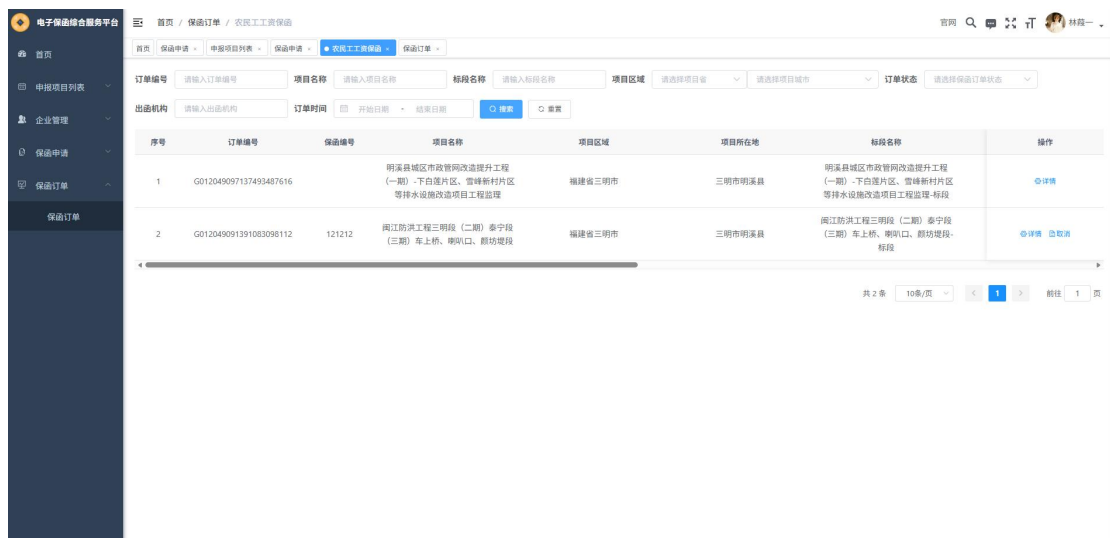 电子保函综合服务平台
首页 / 保函订单 / 农民工工资保函
官网
林葭一
首页 保函申请 × 申报项目列表 × 保函申请 × 农民工工资保函 × 保函订单 ×
首页
申报项目列表
企业管理
保函申请
保函订单
保函订单
订单编号 请输入订单编号 项目名称 请输入项目名称 标段名称 请输入标段名称 项目区域 请选择项目省 请选择项目城市 订单状态 请选择保函订单状态
出函机构 请输入出函机构 订单时间 开始日期 - 结束日期 搜索 重置
序号 订单编号 保函编号 项目名称 项目区域 项目所在地 标段名称 操作
1 G012049097137493487616 明溪县城区市政管网改造提升工程
（一期）-下白莲片区、雪峰新村片区
等排水设施改造项目工程监理
福建省三明市 三明市明溪县
明溪县城区市政管网改造提升工程
（一期）-下白莲片区、雪峰新村片区
等排水设施改造项目工程监理-标段
详情
2 G012049091391083098112 121212
闽江防洪工程三明段（二期）泰宁段
（三期）车上桥、喇叭口、颜坊堤段
福建省三明市 三明市明溪县
闽江防洪工程三明段（二期）泰宁段
（三期）车上桥、喇叭口、颜坊堤段-
标段
详情 取消
共 2 条 10条/页 < 1 > 前往 1 页